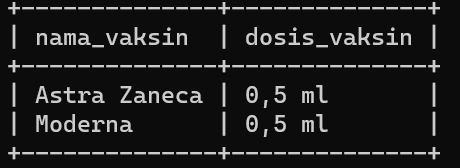 +--------------+--------------+
| nama_vaksin  | dosis_vaksin |
+--------------+--------------+
| Astra Zaneca | 0,5 ml       |
| Moderna      | 0,5 ml       |
+--------------+--------------+